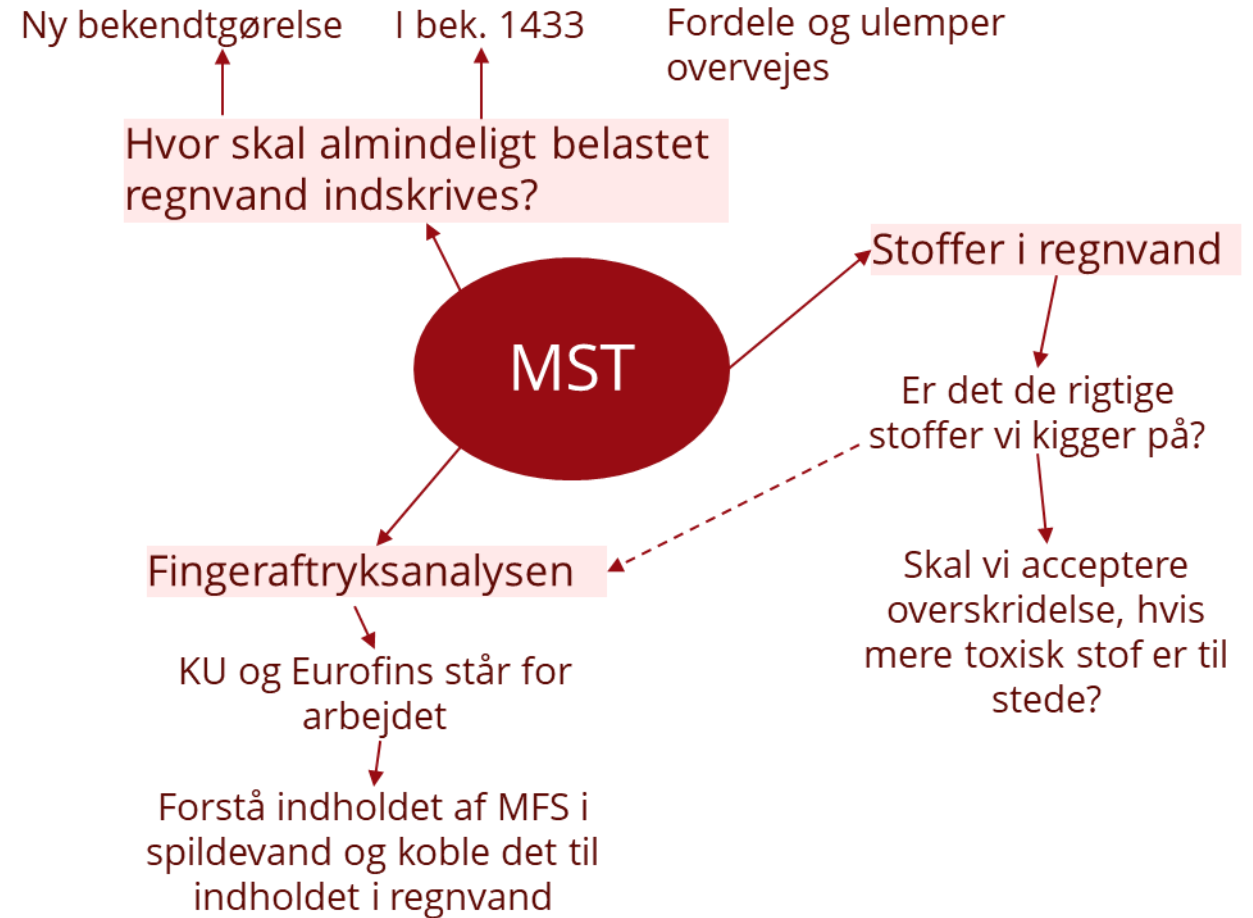 Ny bekendtgørelse
I bek. 1433
Fordele og ulemper
overvejes
Hvor skal almindeligt belastet
regnvand indskrives?
Stoffer i regnvand
MST
Er det de rigtige
stoffer vi kigger på?
Fingeraftryksanalysen
Skal vi acceptere
overskridelse, hvis
mere toxisk stof er til
stede?
KU og Eurofins står for
arbejdet
Forstå indholdet af MFS i
spildevand og koble det til
indholdet i regnvand